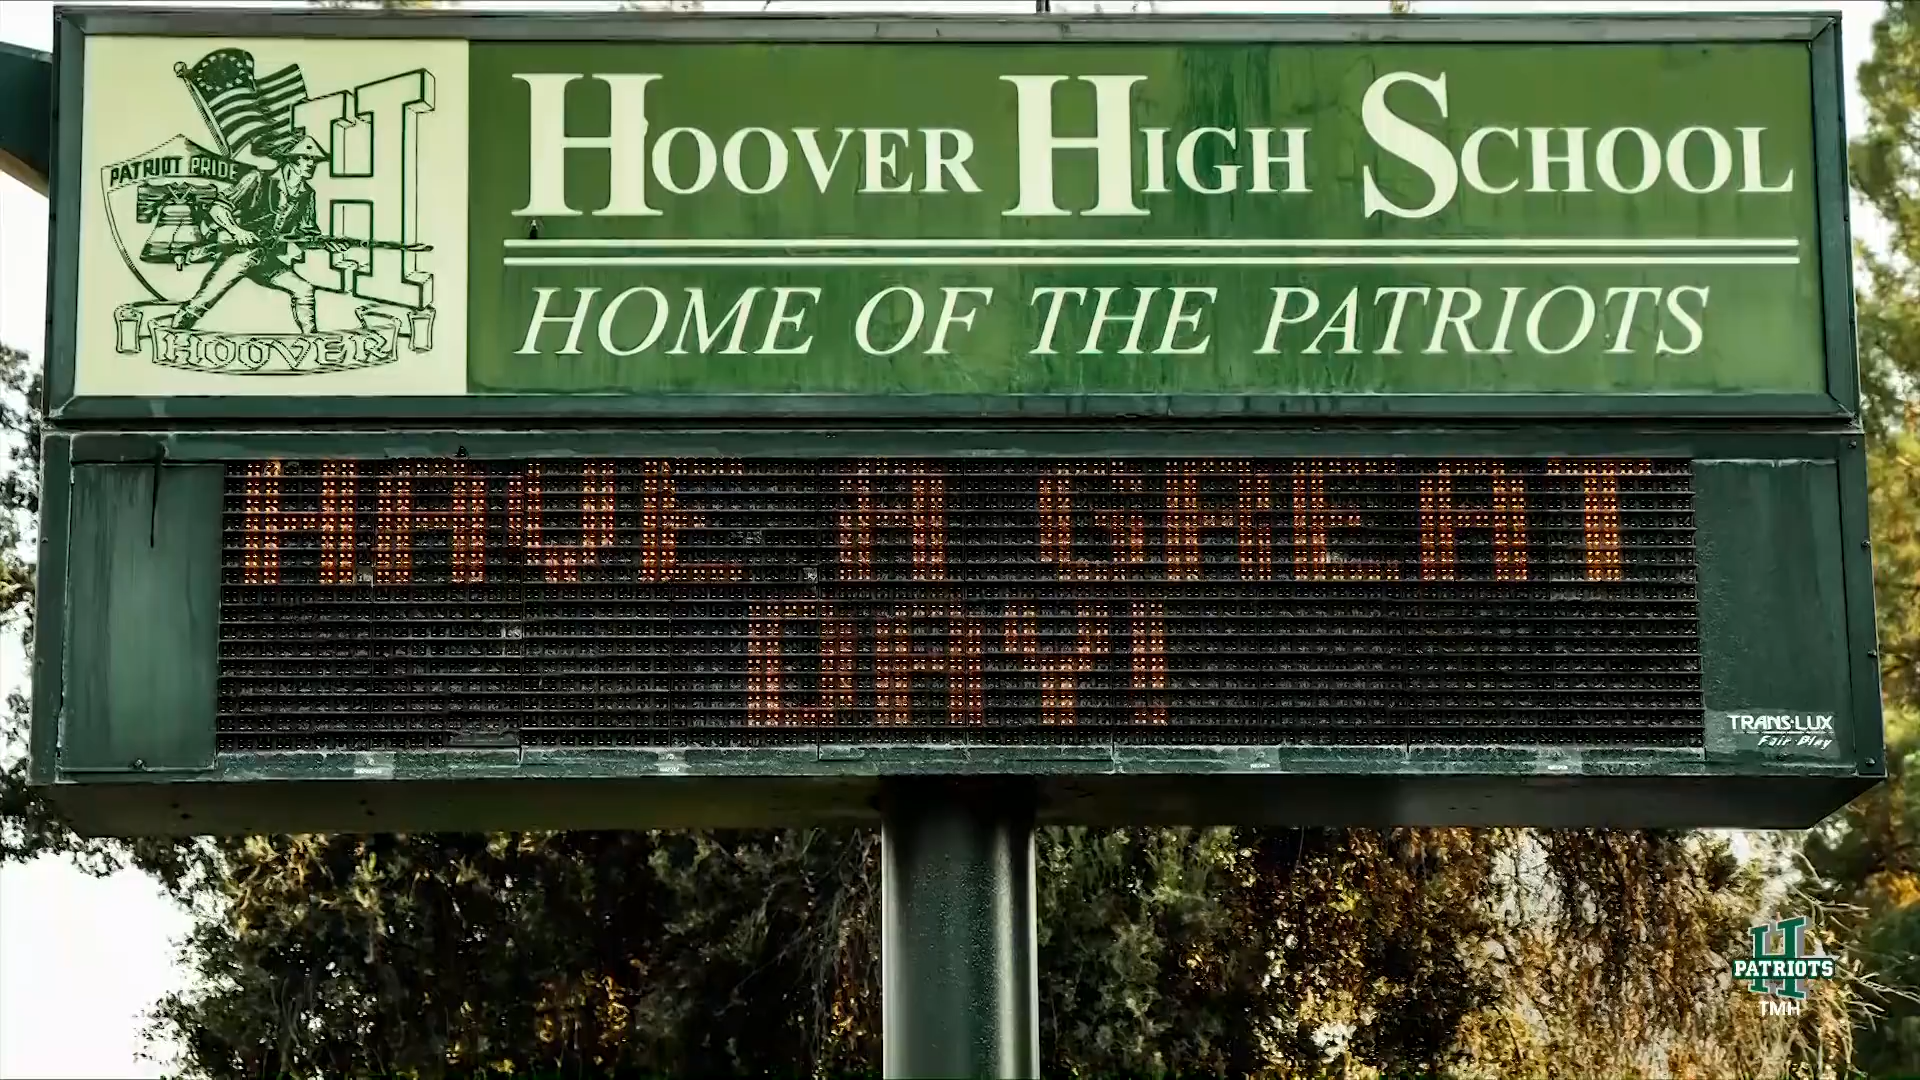 PATRIOT PRIDE
HOOVER
HOOVER HIGH SCHOOL
HOME OF THE PATRIOTS
HAVE A GREAT
DAY!
TRANS-LUX
Fair-Play
H
PATRIOTS
TMH